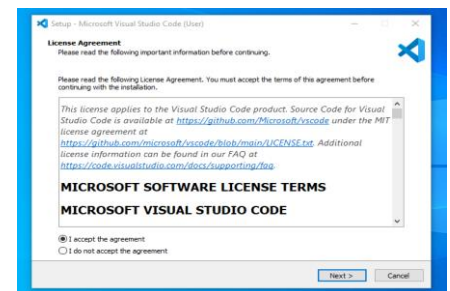 Setup - Microsoft Visual Studio Code (User)
License Agreement
Please read the following important information before continuing.
Please read the following License Agreement. You must accept the terms of this agreement before
continuing with the installation.
This license applies to the Visual Studio Code product. Source Code for Visual
Studio Code is available at https://github.com/Microsoft/vscode under the MIT
license agreement at
https://github.com/microsoft/vscode/blob/main/LICENSE.txt. Additional
license information can be found in our FAQ at
https://code.visualstudio.com/docs/supporting/faq.
MICROSOFT SOFTWARE LICENSE TERMS
MICROSOFT VISUAL STUDIO CODE
I accept the agreement
I do not accept the agreement
Next >
Cancel